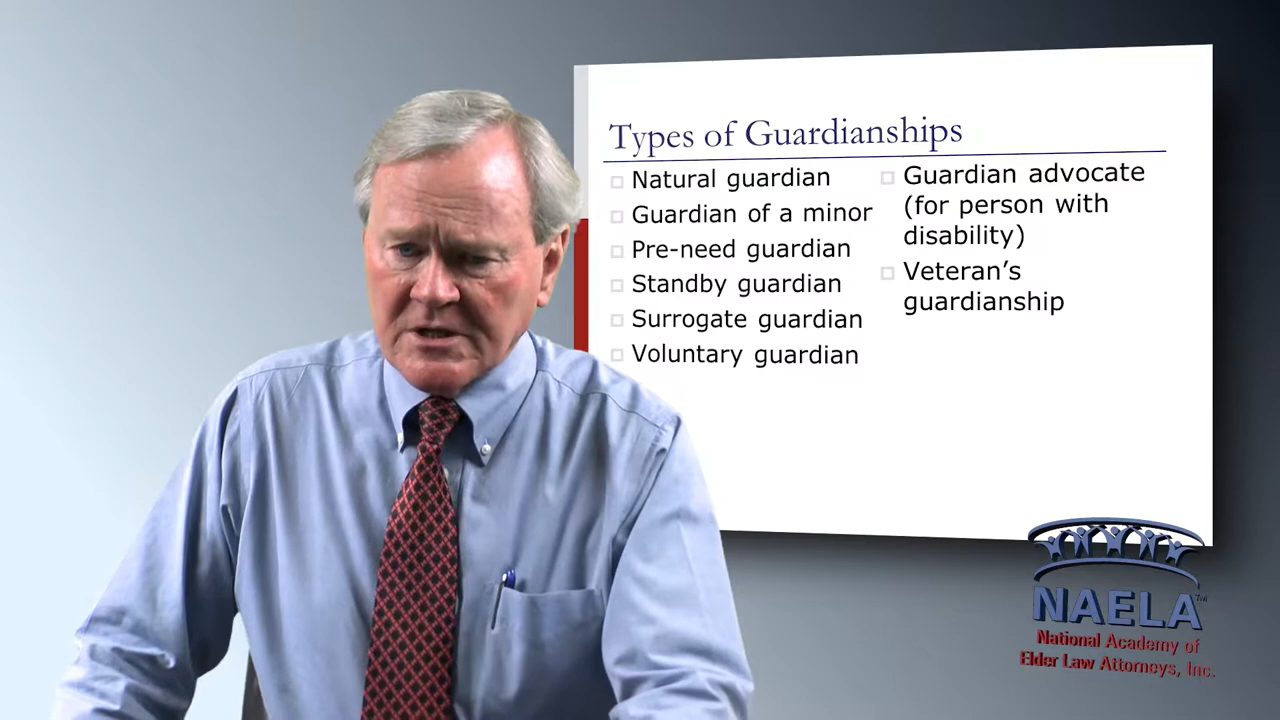 Types of Guardianships
Natural guardian
Guardian of a minor
Pre-need guardian
Standby guardian
Surrogate guardian
Voluntary guardian
Guardian advocate
(for person with
disability)
Veteran's
guardianship
NAELA™
National Academy of
Elder Law Attorneys, Inc.